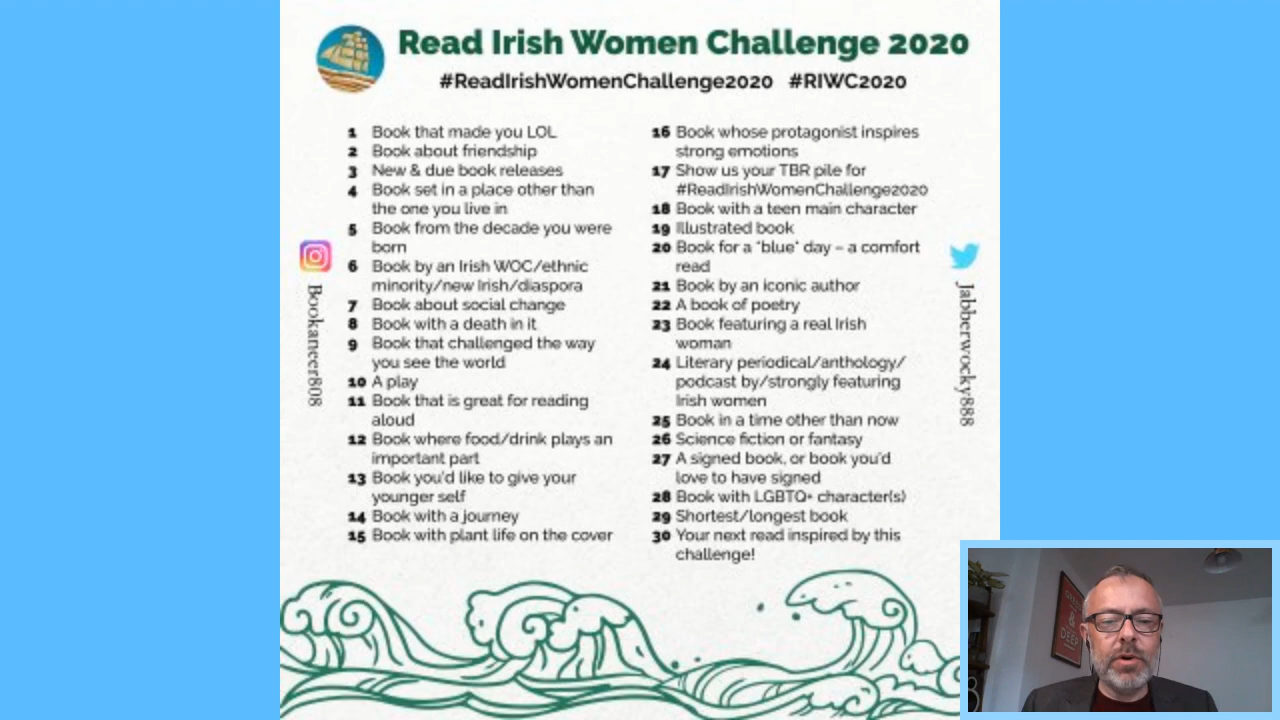 Read Irish Women Challenge 2020
#ReadIrishWomenChallenge2020 #RIWC2020
1 Book that made you LOL
2 Book about friendship
3 New & due book releases
4 Book set in a place other than
the one you live in
5 Book from the decade you were
born
6 Book by an Irish WOC/ethnic
minority/new Irish/diaspora
7 Book about social change
8 Book with a death in it
9 Book that challenged the way
you see the world
10 A play
11 Book that is great for reading
aloud
12 Book where food/drink plays an
important part
13 Book you'd like to give your
younger self
14 Book with a journey
15 Book with plant life on the cover
16 Book whose protagonist inspires
strong emotions
17 Show us your TBR pile for
#ReadIrishWomenChallenge2020
18 Book with a teen main character
19 Illustrated book
20 Book for a "blue" day – a comfort
read
21 Book by an iconic author
22 A book of poetry
23 Book featuring a real Irish
woman
24 Literary periodical/anthology/
podcast by/strongly featuring
Irish women
25 Book in a time other than now
26 Science fiction or fantasy
27 A signed book, or book you'd
love to have signed
28 Book with LGBTQ+ character(s)
29 Shortest/longest book
30 Your next read inspired by this
challenge!
Bookaneer808
Jabberwocky888
&
DEEP